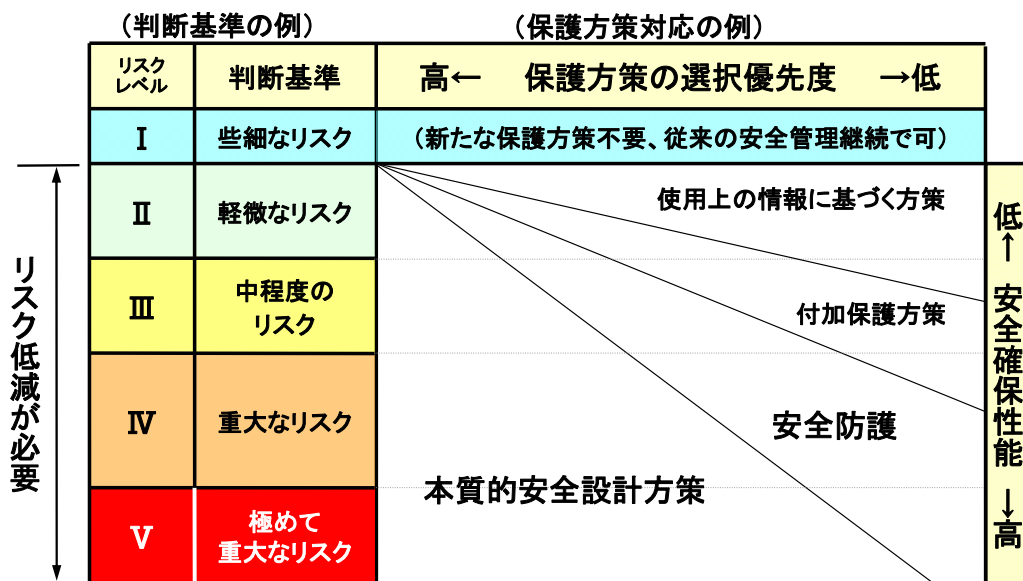 (判断基準の例)
(保護方策対応の例)
リスク
レベル
判断基準
高← 保護方策の選択優先度 →低
Ⅰ
些細なリスク
(新たな保護方策不要、従来の安全管理継続で可)
Ⅱ
軽微なリスク
使用上の情報に基づく方策
Ⅲ
中程度の
リスク
付加保護方策
Ⅳ
重大なリスク
安全防護
本質的安全設計方策
Ⅴ
極めて
重大なリスク
リスク低減が必要
低↑ 安全確保性能 ↓高